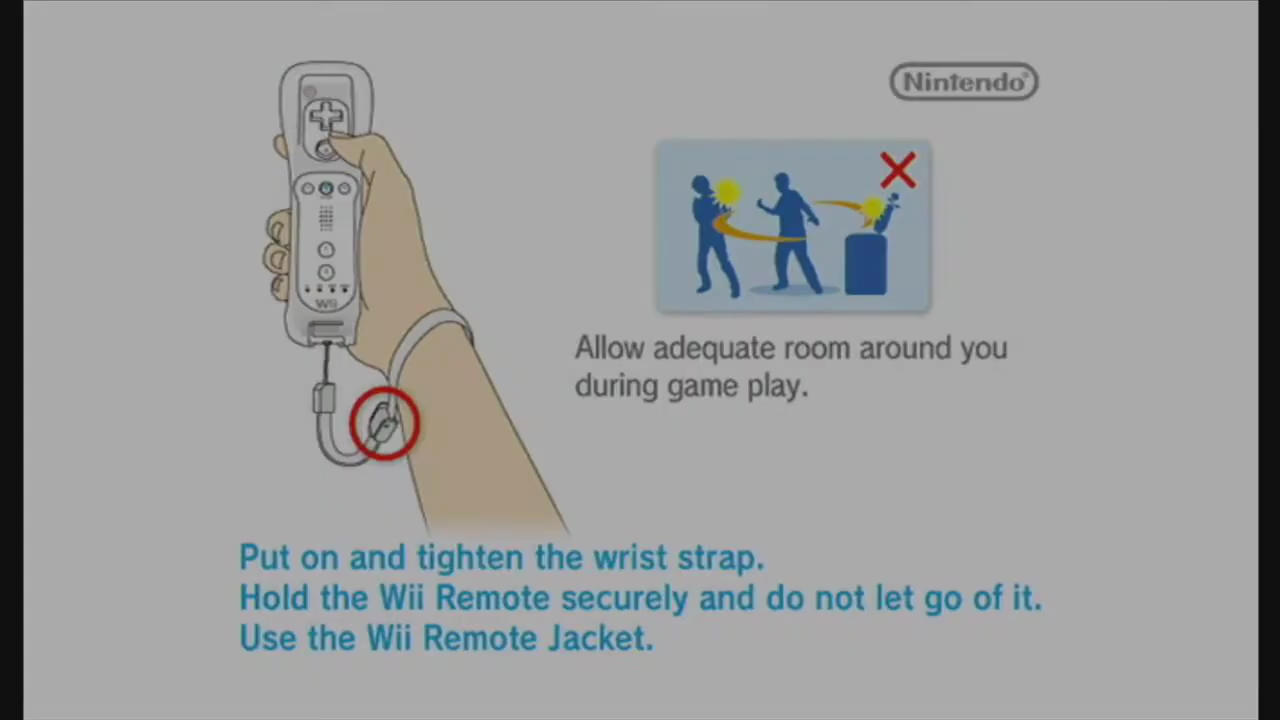 Nintendo®
Wii
Allow adequate room around you
during game play.
Put on and tighten the wrist strap.
Hold the Wii Remote securely and do not let go of it.
Use the Wii Remote Jacket.